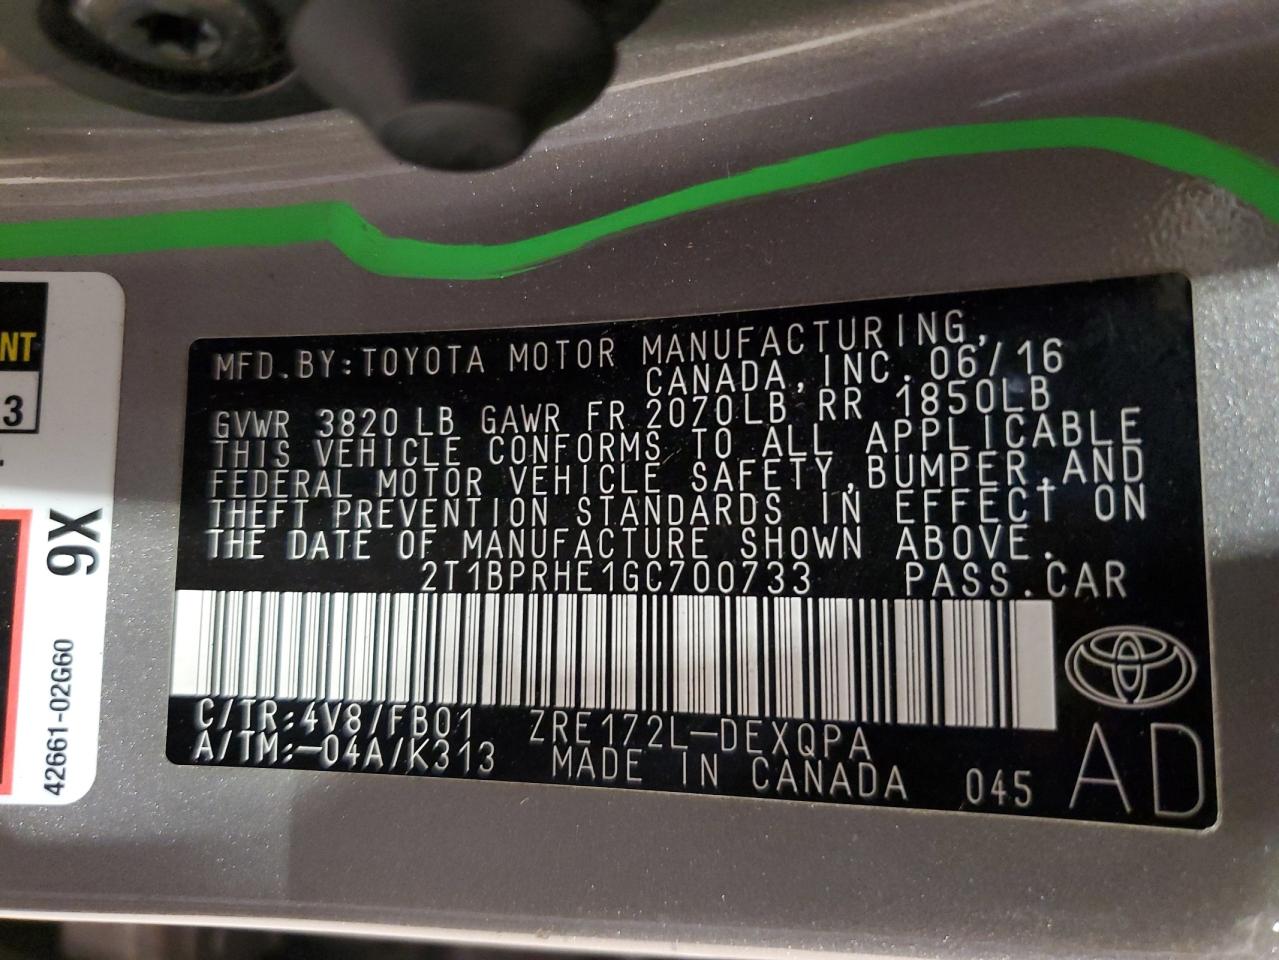 MFD.BY:TOYOTA MOTOR MANUFACTURING,
CANADA,INC. 06/16
GVWR 3820LB GAWR FR 2070LB RR 1850LB
THIS VEHICLE CONFORMS TO ALL APPLICABLE
FEDERAL MOTOR VEHICLE SAFETY,BUMPER,AND
THEFT PREVENTION STANDARDS IN EFFECT ON
THE DATE OF MANUFACTURE SHOWN ABOVE.
2T1BPRHE1GC700733 PASS.CAR
C/TR:4V8/FB01 ZRE172L-DEXQPA
A/TM:-04A/K313 MADE IN CANADA 045 AD
NT
3
9X
42661-02G60